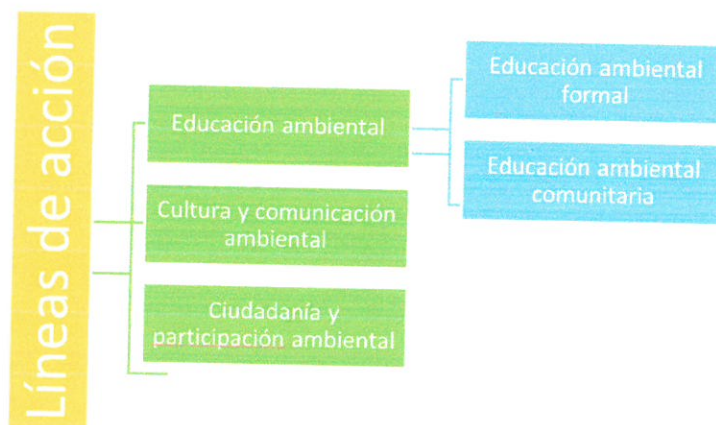 Líneas de acción
Educación ambiental
Cultura y comunicación
ambiental
Ciudadanía y
participación ambiental
Educación ambiental
formal
Educación ambiental
comunitaria